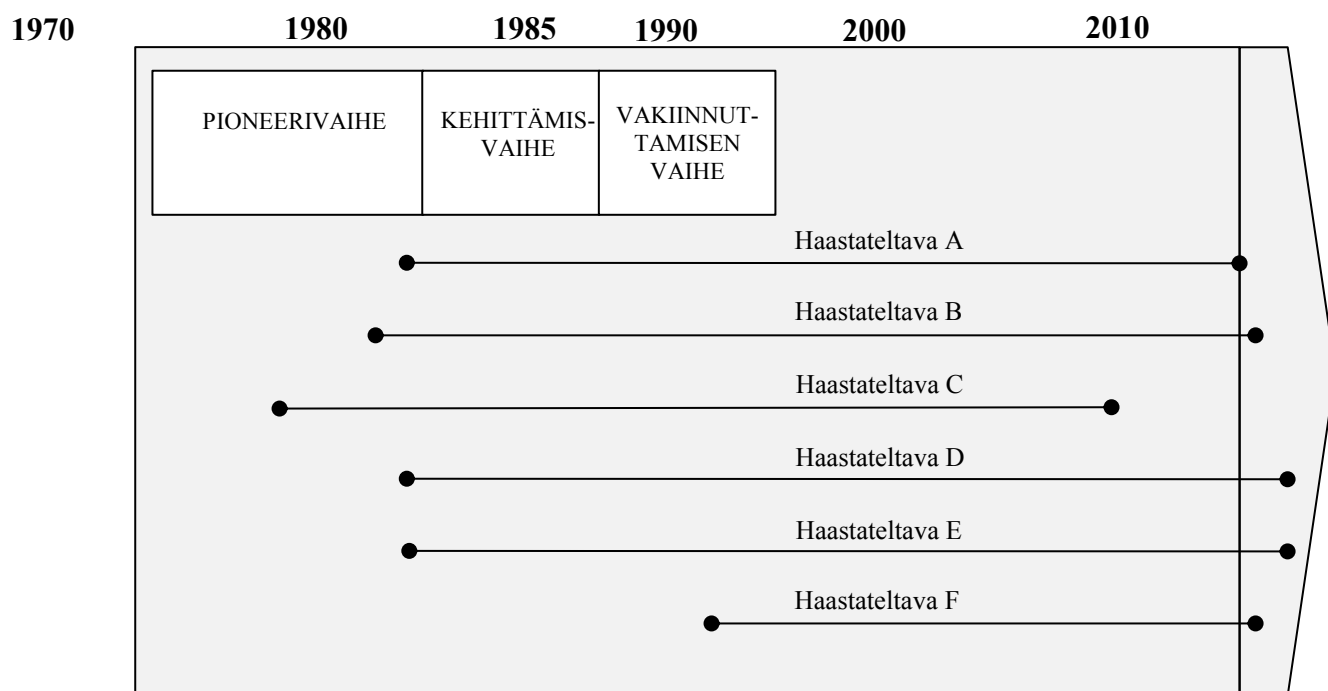 1970 1980 1985 1990 2000 2010
PIONEERIVAIHE
KEHITTÄMIS-
VAIHE
VAKIINNUT-
TAMISEN
VAIHE
Haastateltava A
Haastateltava B
Haastateltava C
Haastateltava D
Haastateltava E
Haastateltava F